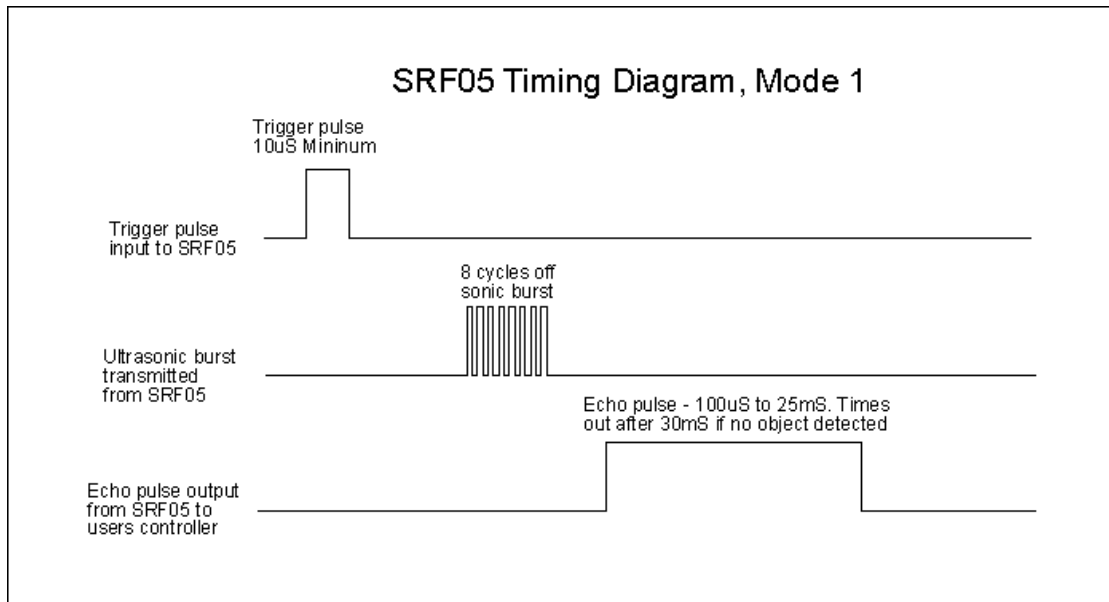 SRF05 Timing Diagram, Mode 1
Trigger pulse
10uS Mininum
Trigger pulse
input to SRF05
8 cycles off
sonic burst
Ultrasonic burst
transmitted
from SRF05
Echo pulse - 100uS to 25mS. Times
out after 30mS if no object detected
Echo pulse output
from SRF05 to
users controller